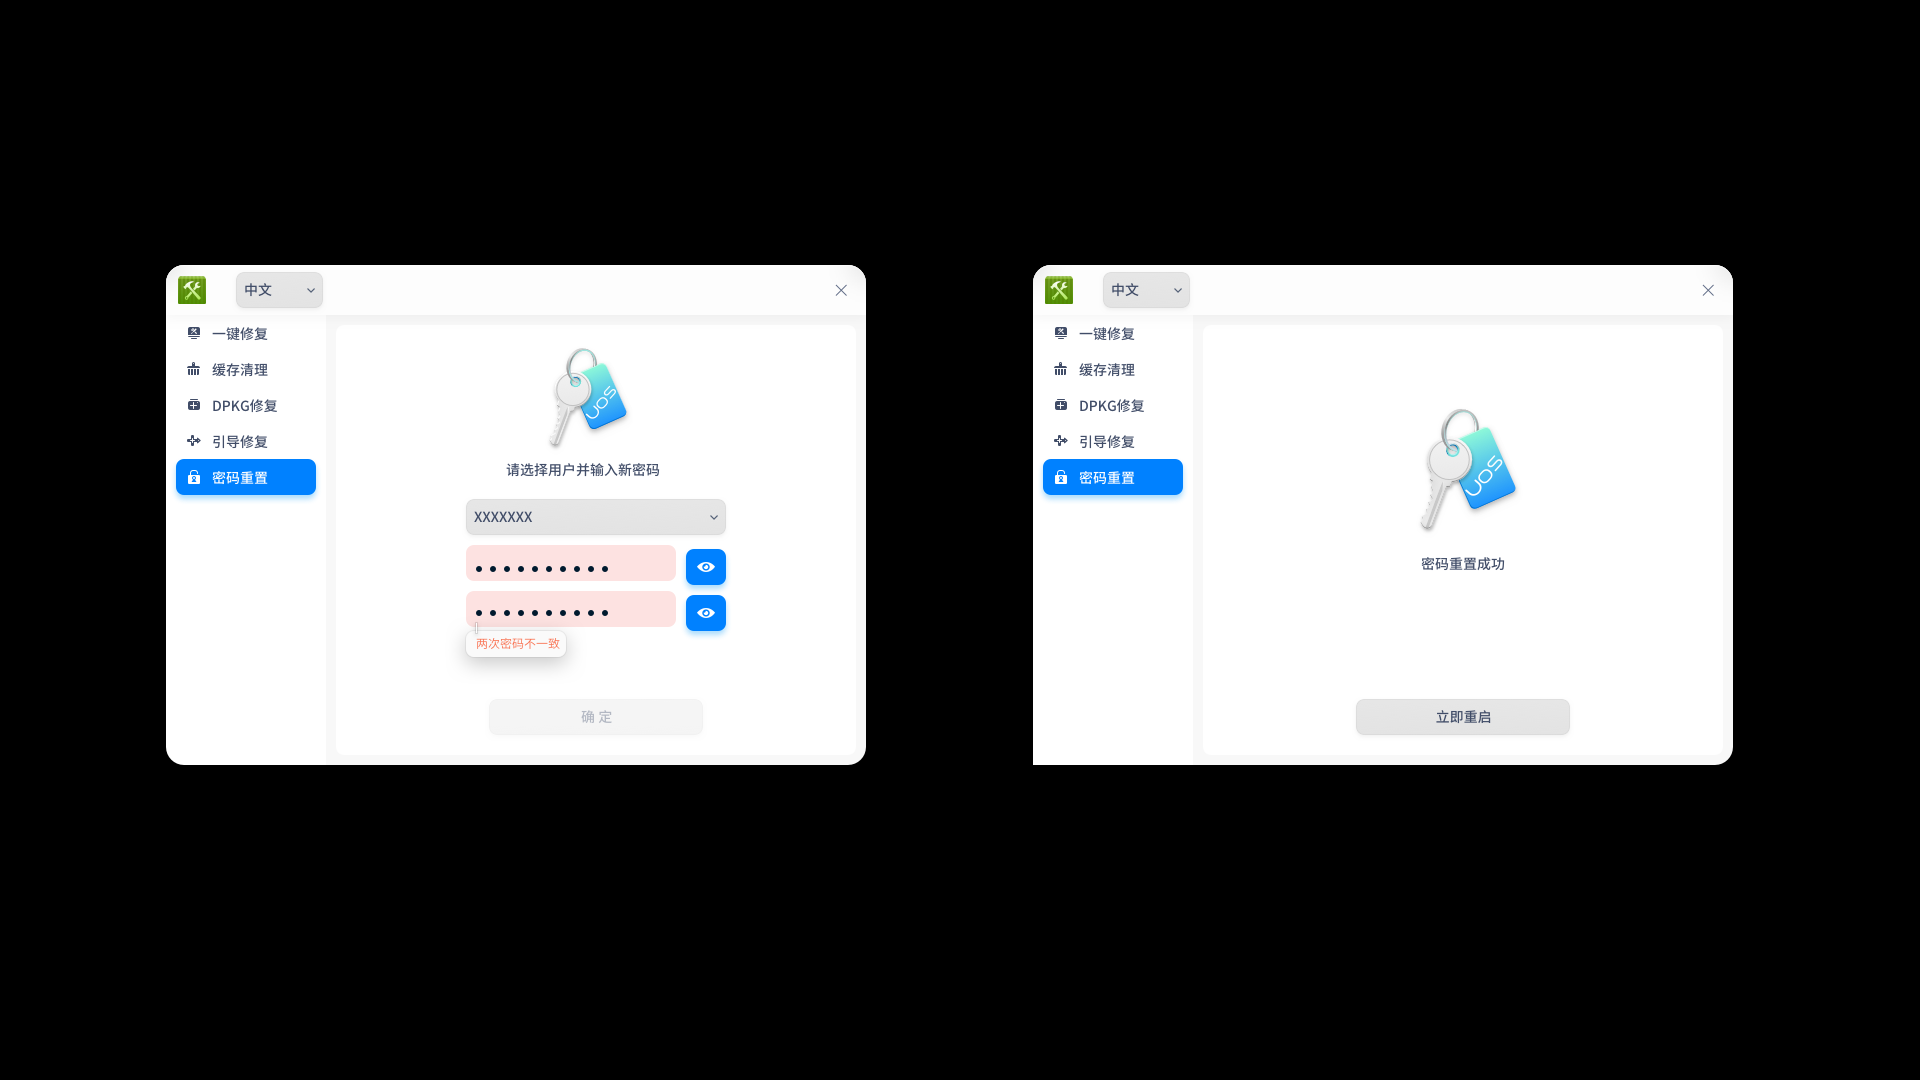 中文
一键修复
缓存清理
DPKG修复
引导修复
密码重置
UOS
请选择用户并输入新密码
XXXXXXX
两次密码不一致
确 定
中文
一键修复
缓存清理
DPKG修复
引导修复
密码重置
UOS
密码重置成功
立即重启